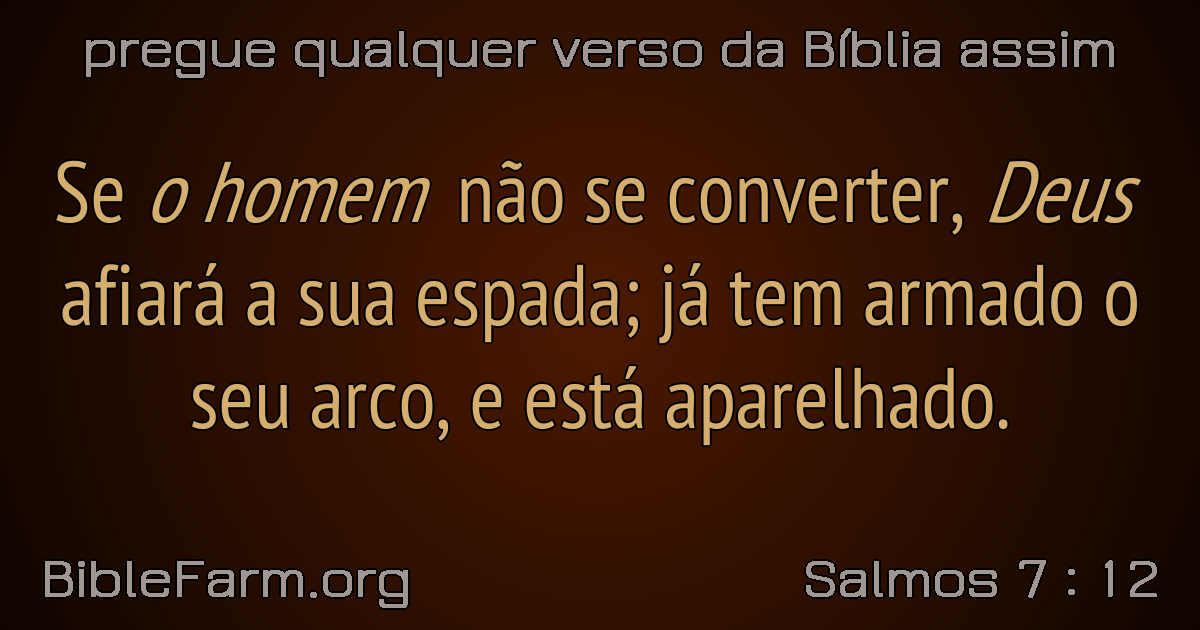 pregue qualquer verso da Bíblia assim
Se o homem não se converter, Deus
afiará a sua espada; já tem armado o
seu arco, e está aparelhado.
BibleFarm.org
Salmos 7 : 12